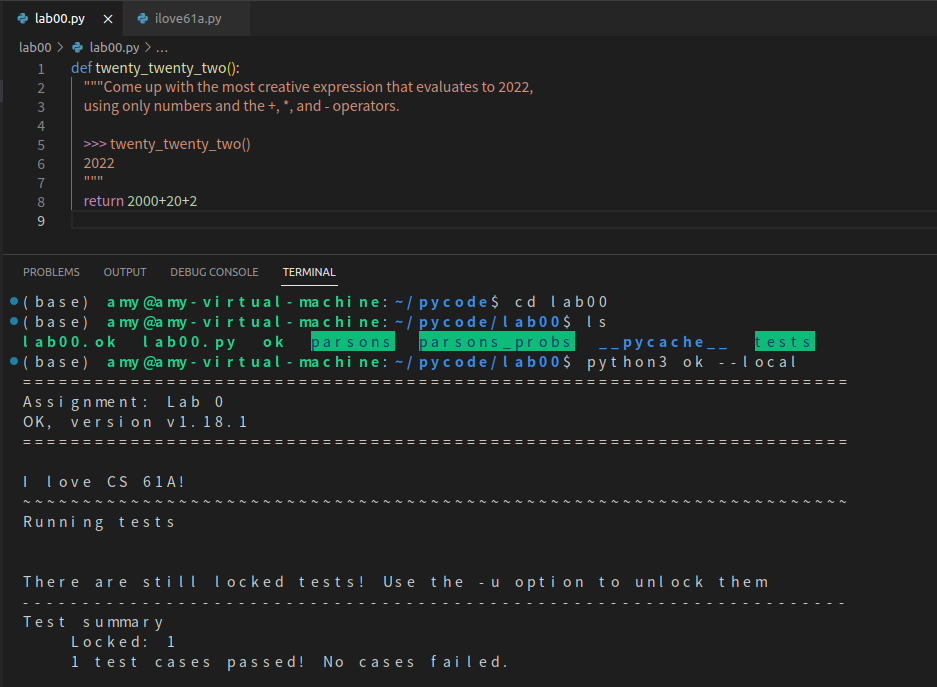 lab00.py × ilove61a.py
lab00 > lab00.py > ...
1 def twenty_twenty_two():
2 """Come up with the most creative expression that evaluates to 2022,
3 using only numbers and the +, *, and - operators.
4
5 >>> twenty_twenty_two()
6 2022
7 """
8 return 2000+20+2
9
PROBLEMS OUTPUT DEBUG CONSOLE TERMINAL
(base) amy@amy-virtual-machine:~/pycode$ cd lab00
(base) amy@amy-virtual-machine:~/pycode/lab00$ ls
lab00.ok lab00.py ok parsons parsons_probs __pycache__ tests
(base) amy@amy-virtual-machine:~/pycode/lab00$ python3 ok --local
=====================================================================
Assignment: Lab 0
OK, version v1.18.1
=====================================================================
I love CS 61A!
~~~~~~~~~~~~~~~~~~~~~~~~~~~~~~~~~~~~~~~~~~~~~~~~~~~~~~~~~~~~~~~~~~~~~
Running tests
There are still locked tests! Use the -u option to unlock them
---------------------------------------------------------------------
Test summary
Locked: 1
1 test cases passed! No cases failed.